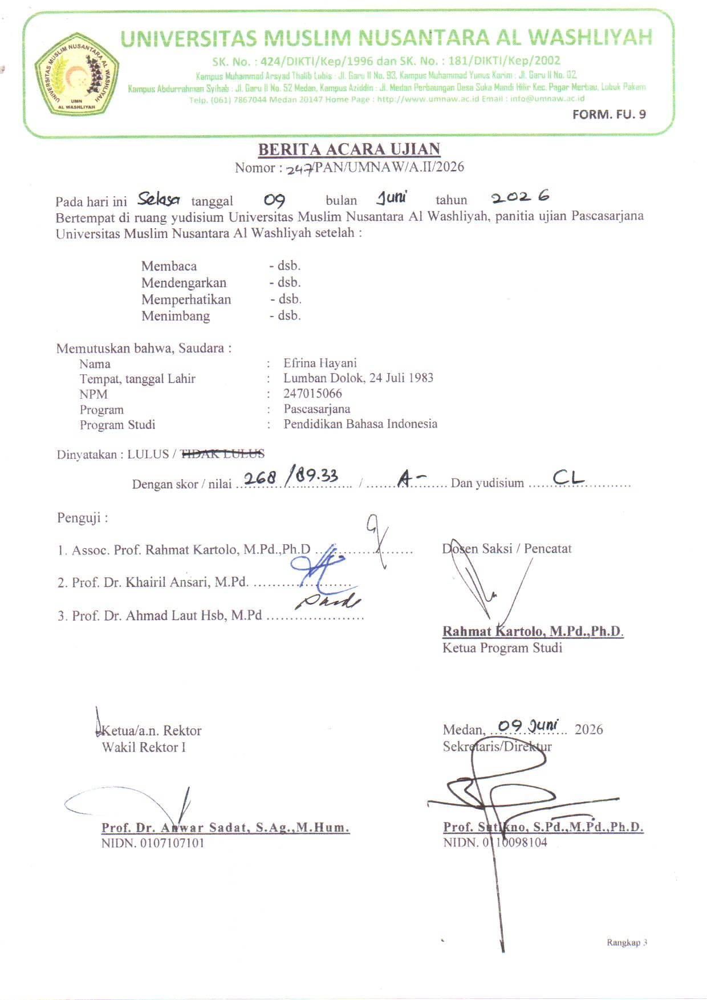 UNIVERSITAS MUSLIM NUSANTARA AL WASHLIYAH
UNIVERSITAS MUSLIM NUSANTARA AL WASHLIYAH
UMN
AL WASHLIYAH
SK. No. : 424/DIKTI/Kep/1996 dan SK. No. : 181/DIKTI/Kep/2002
Kampus Muhammad Arsyad Thalib Lubis : Jl. Garu II No. 93, Kampus Muhammad Yunus Karim : Jl. Garu II No. 02,
Kampus Abdurrahman Syihab : Jl. Garu II No. 52 Medan, Kampus Aziddin : Jl. Medan Perbaungan Desa Suka Mandi Hilir Kec. Pagar Merbau, Lubuk Pakam
Telp. (061) 7867044 Medan 20147 Home Page : http://www.umnaw.ac.id Email : info@umnaw.ac.id
FORM. FU. 9
BERITA ACARA UJIAN
Nomor : 247/PAN/UMNAW/A.II/2026
Pada hari ini Selasa tanggal 09 bulan Juni tahun 2026
Bertempat di ruang yudisium Universitas Muslim Nusantara Al Washliyah, panitia ujian Pascasarjana
Universitas Muslim Nusantara Al Washliyah setelah :
Membaca - dsb.
Mendengarkan - dsb.
Memperhatikan - dsb.
Menimbang - dsb.
Memutuskan bahwa, Saudara :
Nama : Efrina Hayani
Tempat, tanggal Lahir : Lumban Dolok, 24 Juli 1983
NPM : 247015066
Program : Pascasarjana
Program Studi : Pendidikan Bahasa Indonesia
Dinyatakan : LULUS / TIDAK LULUS
Dengan skor / nilai 268 / 89.33 / A- Dan yudisium CL
Penguji :
1. Assoc. Prof. Rahmat Kartolo, M.Pd.,Ph.D ........................ Dosen Saksi / Pencatat
2. Prof. Dr. Khairil Ansari, M.Pd. ......................
3. Prof. Dr. Ahmad Laut Hsb, M.Pd .....................
Rahmat Kartolo, M.Pd.,Ph.D.
Ketua Program Studi
Ketua/a.n. Rektor
Wakil Rektor I
Medan, 09 Juni 2026
Sekretaris/Direktur
Prof. Dr. Anwar Sadat, S.Ag.,M.Hum.
NIDN. 0107107101
Prof. Sutikno, S.Pd.,M.Pd.,Ph.D.
NIDN. 0110098104
Rangkap 3